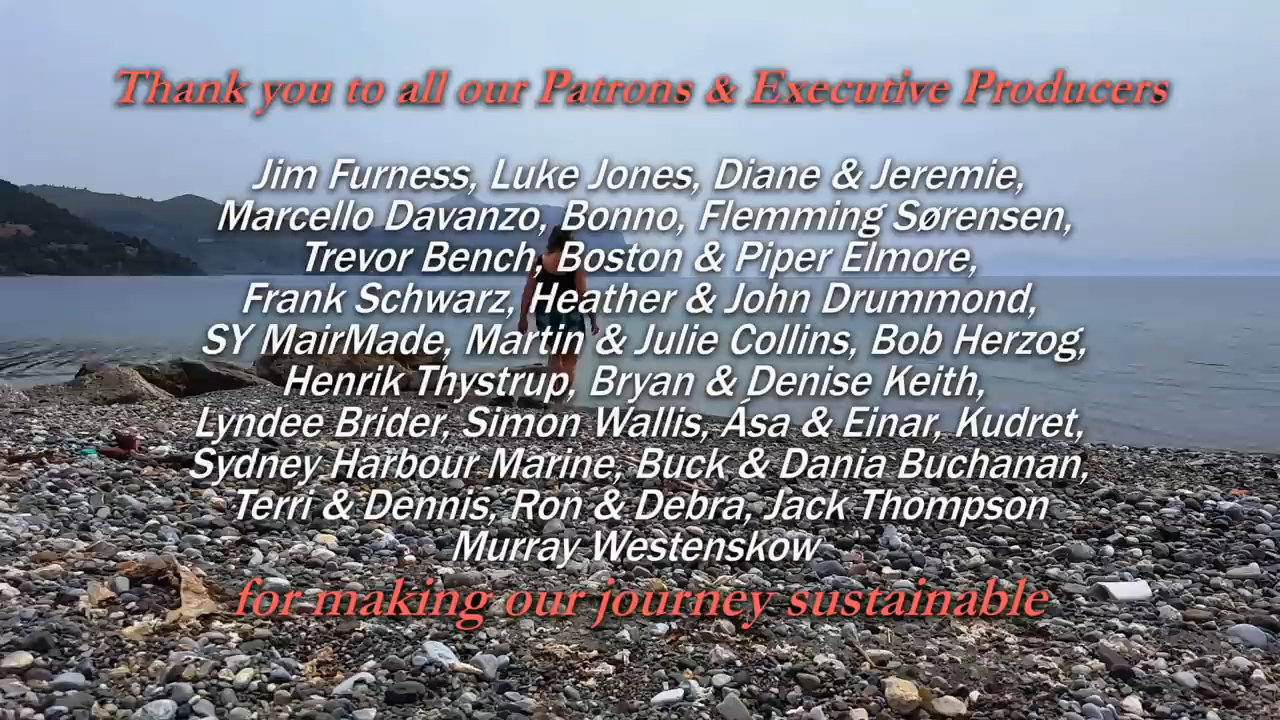 Thank you to all our Patrons & Executive Producers
Jim Furness, Luke Jones, Diane & Jeremie,
Marcello Davanzo, Bonno, Flemming Sørensen,
Trevor Bench, Boston & Piper Elmore,
Frank Schwarz, Heather & John Drummond,
SY MairMade, Martin & Julie Collins, Bob Herzog,
Henrik Thystrup, Bryan & Denise Keith,
Lyndee Brider, Simon Wallis, Ása & Einar, Kudret,
Sydney Harbour Marine, Buck & Dania Buchanan,
Terri & Dennis, Ron & Debra, Jack Thompson
Murray Westenskow
for making our journey sustainable